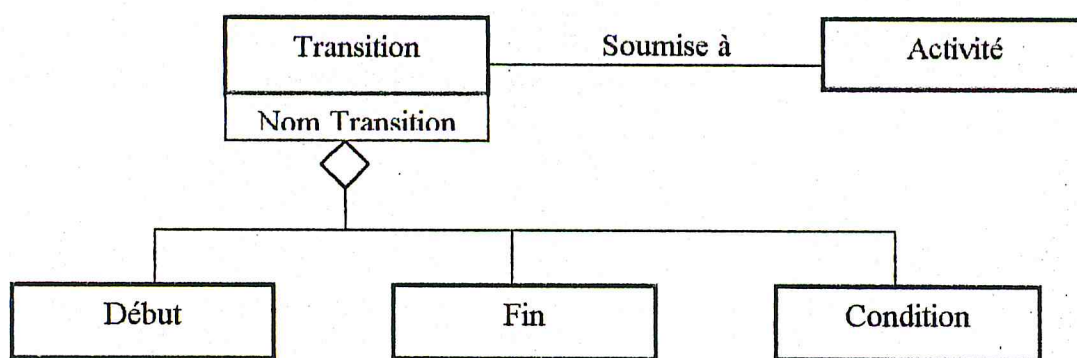 Transition
Soumise à
Activité
Nom Transition
Début
Fin
Condition